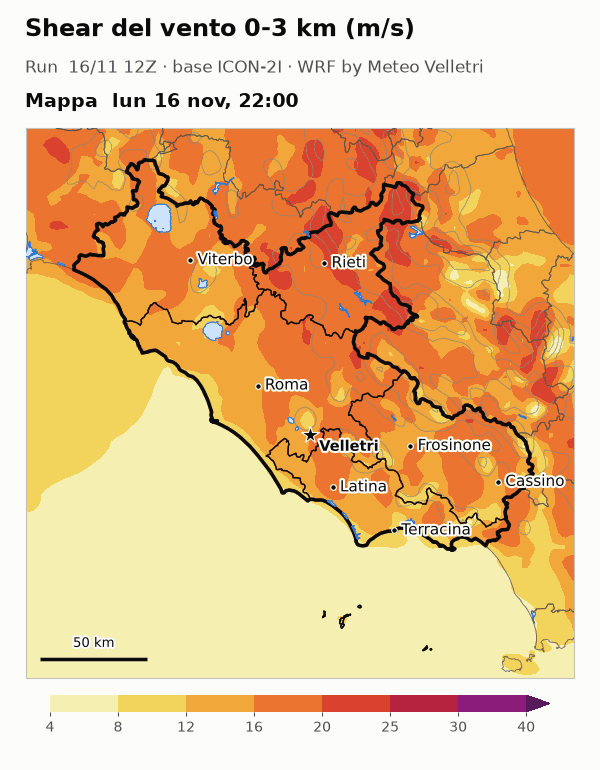 Shear del vento 0-3 km (m/s)
Run  16/11 12Z · base ICON-2I · WRF by Meteo Velletri
Mappa  lun 16 nov, 22:00
Viterbo
Rieti
Roma
Velletri
Frosinone
Cassino
Latina
Terracina
50 km
4 8 12 16 20 25 30 40